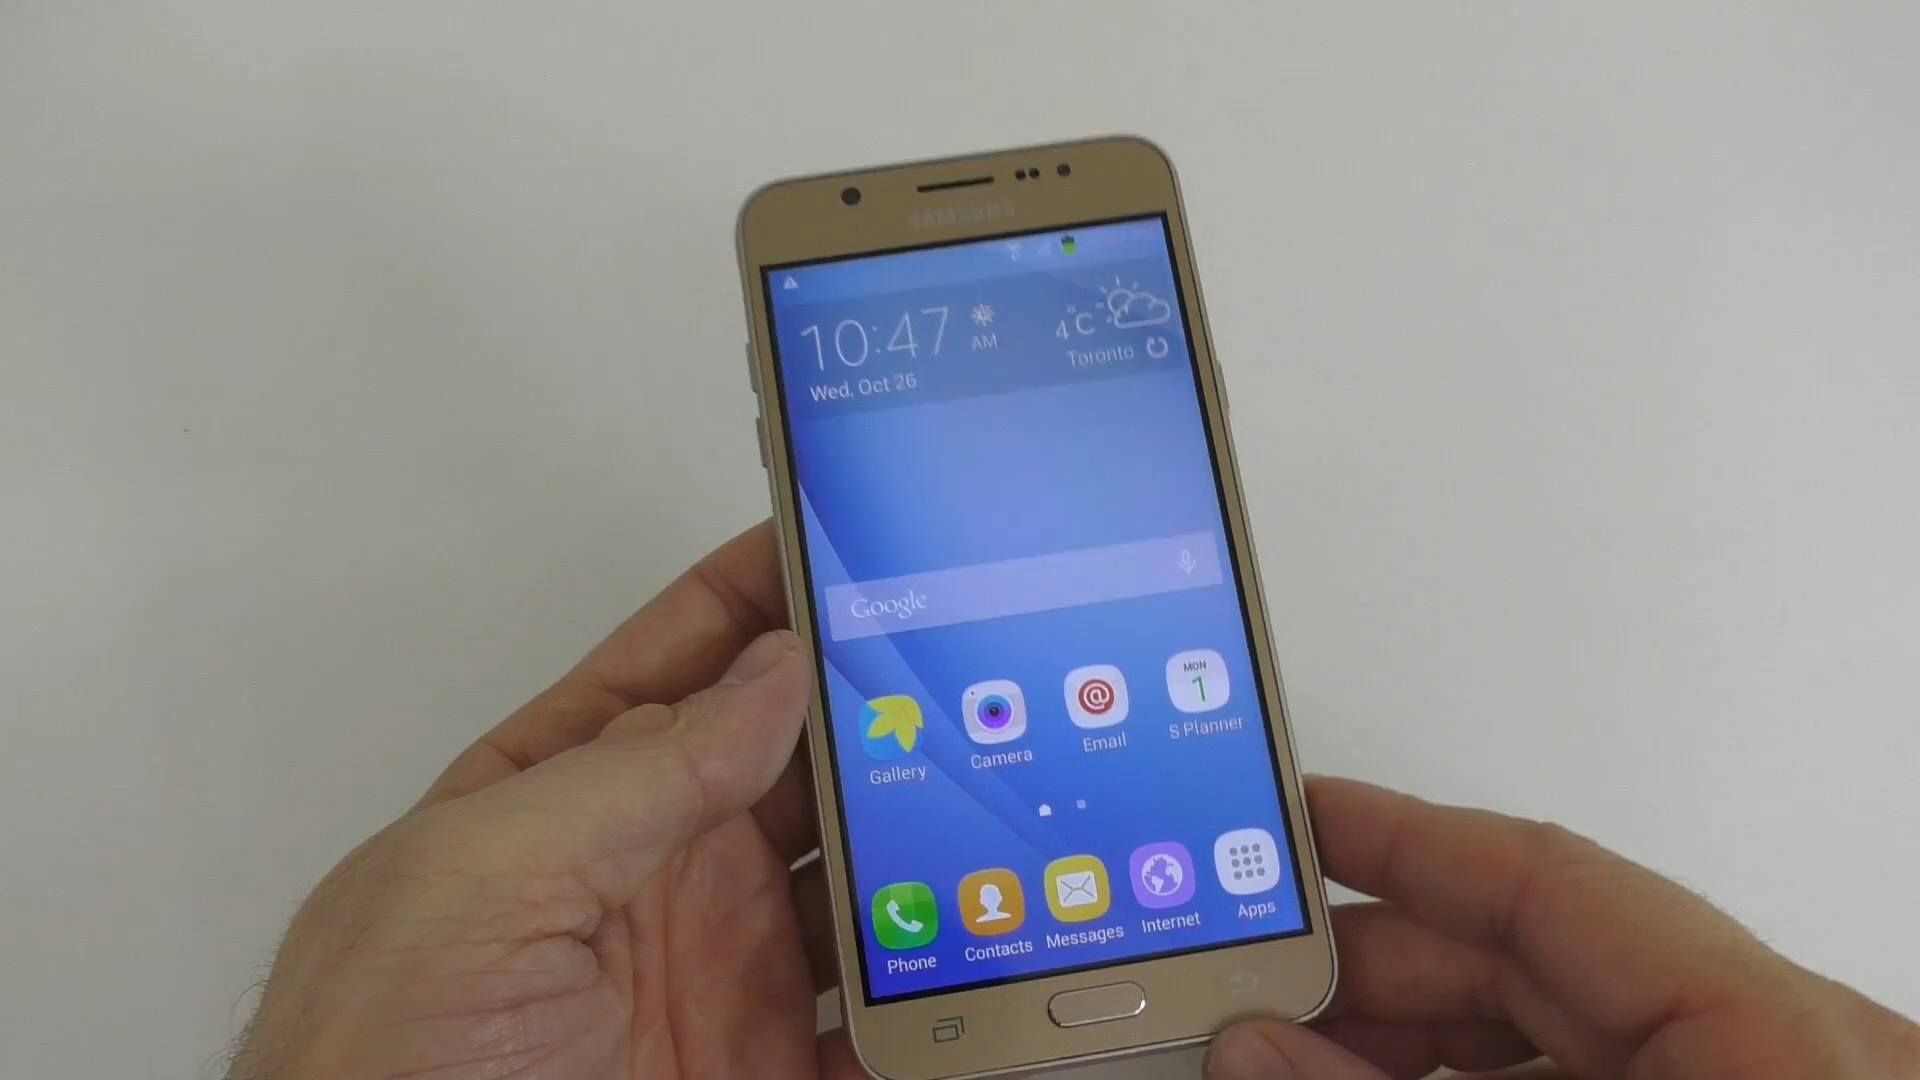 SAMSUNG
10:47 AM
4°C
Toronto
Wed, Oct 26
Google
MON
1
Gallery
Camera
Email
S Planner
Phone
Contacts
Messages
Internet
Apps